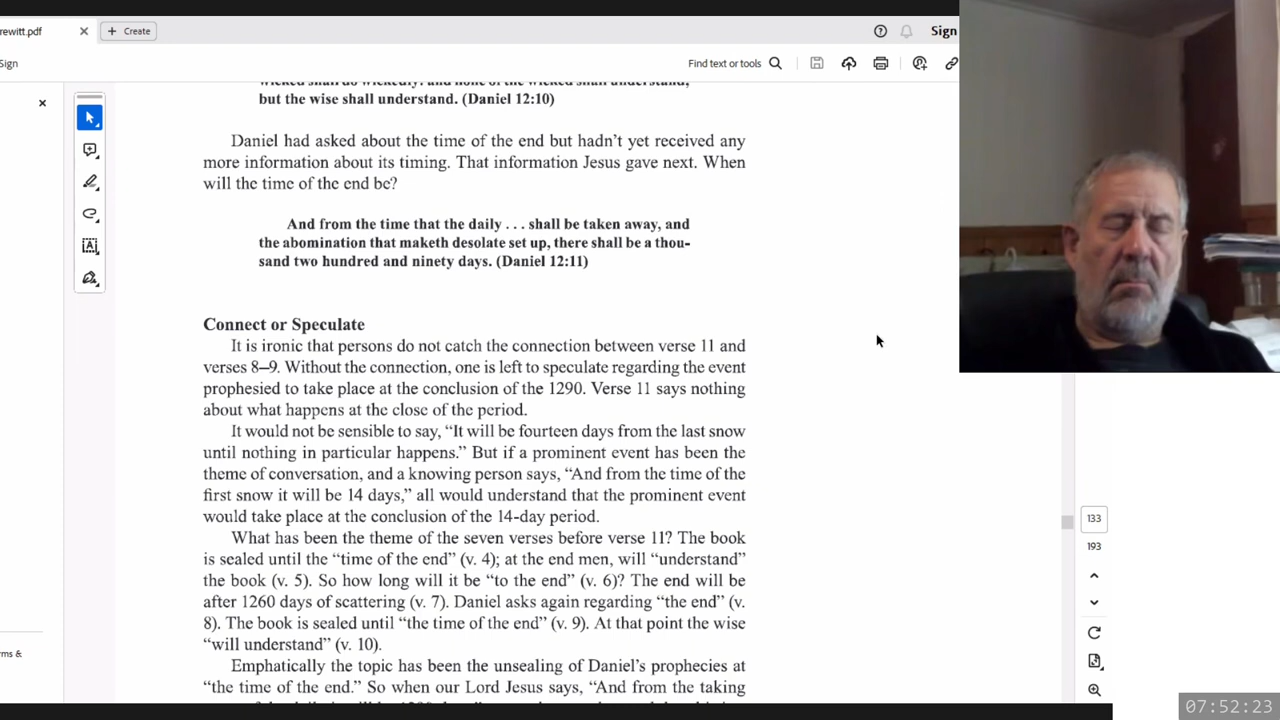 rewitt.pdf
Create
Sign
Sign
Find text or tools
but the wise shall understand. (Daniel 12:10)
Daniel had asked about the time of the end but hadn't yet received any
more information about its timing. That information Jesus gave next. When
will the time of the end be?
And from the time that the daily . . . shall be taken away, and
the abomination that maketh desolate set up, there shall be a thou-
sand two hundred and ninety days. (Daniel 12:11)
Connect or Speculate
It is ironic that persons do not catch the connection between verse 11 and
verses 8–9. Without the connection, one is left to speculate regarding the event
prophesied to take place at the conclusion of the 1290. Verse 11 says nothing
about what happens at the close of the period.
It would not be sensible to say, “It will be fourteen days from the last snow
until nothing in particular happens.” But if a prominent event has been the
theme of conversation, and a knowing person says, “And from the time of the
first snow it will be 14 days,” all would understand that the prominent event
would take place at the conclusion of the 14-day period.
What has been the theme of the seven verses before verse 11? The book
is sealed until the “time of the end” (v. 4); at the end men, will “understand”
the book (v. 5). So how long will it be “to the end” (v. 6)? The end will be
after 1260 days of scattering (v. 7). Daniel asks again regarding “the end” (v.
8). The book is sealed until “the time of the end” (v. 9). At that point the wise
“will understand” (v. 10).
Emphatically the topic has been the unsealing of Daniel's prophecies at
“the time of the end.” So when our Lord Jesus says, “And from the taking
133
193
rms &
07:52:23